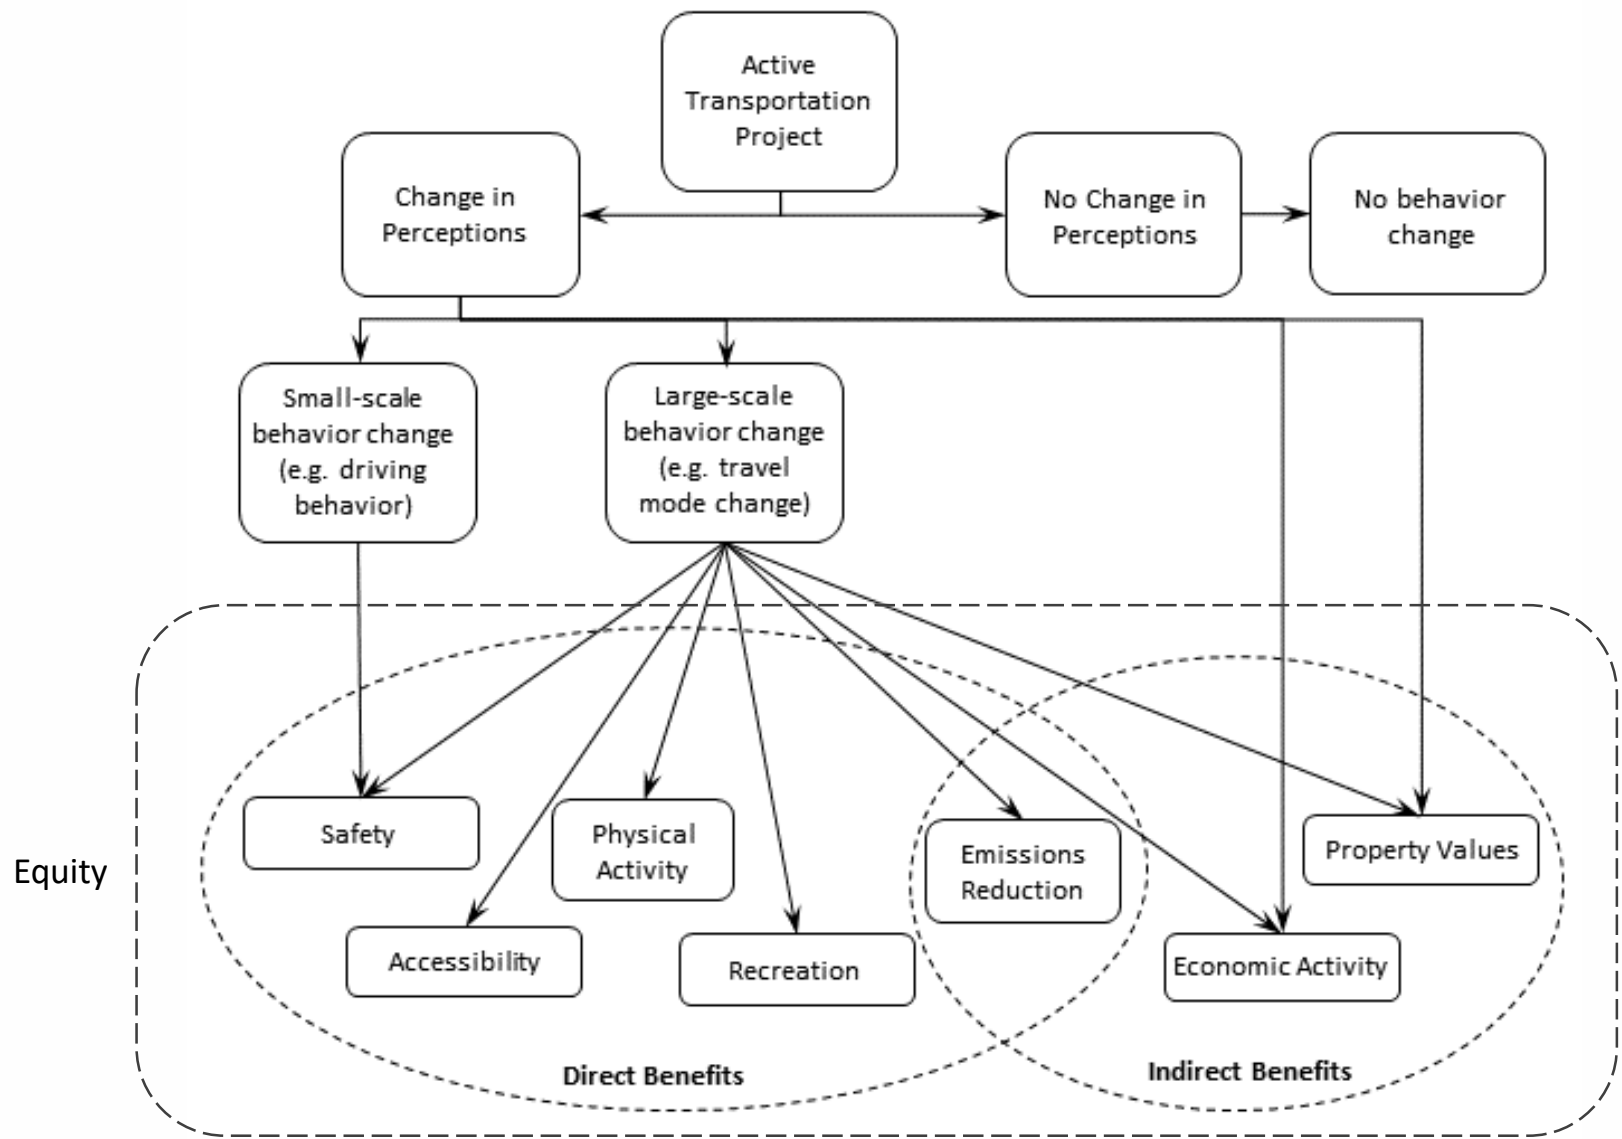 Active
Transportation
Project
Change in
Perceptions
No Change in
Perceptions
No behavior
change
Small-scale
behavior change
(e.g. driving
behavior)
Large-scale
behavior change
(e.g. travel
mode change)
Equity
Safety
Physical
Activity
Emissions
Reduction
Property Values
Accessibility
Recreation
Economic Activity
Direct Benefits
Indirect Benefits